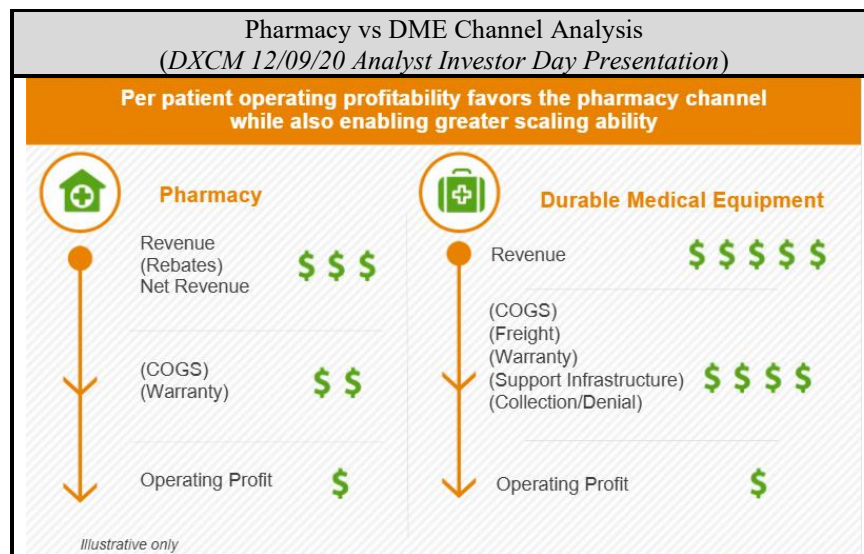 Pharmacy vs DME Channel Analysis
(DXCM 12/09/20 Analyst Investor Day Presentation)
Per patient operating profitability favors the pharmacy channel
while also enabling greater scaling ability
Pharmacy
Revenue
(Rebates)
Net Revenue
$ $ $
(COGS)
(Warranty)
$ $
Operating Profit
$
Illustrative only
Durable Medical Equipment
Revenue
$ $ $ $ $
(COGS)
(Freight)
(Warranty)
(Support Infrastructure)
(Collection/Denial)
$ $ $ $
Operating Profit
$